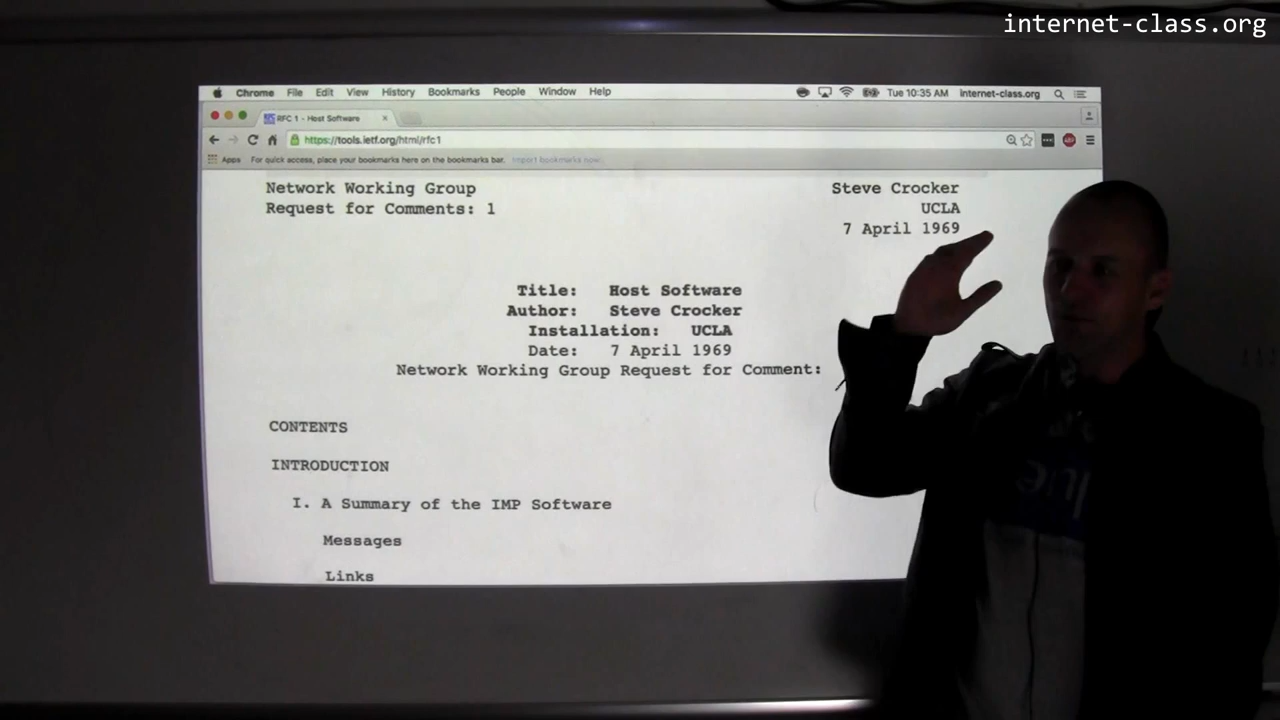 internet-class.org
Chrome File Edit View History Bookmarks People Window Help Tue 10:35 AM internet-class.org
RFC 1 - Host Software
https://tools.ietf.org/html/rfc1
Apps For quick access, place your bookmarks here on the bookmarks bar. Import bookmarks now...
Network Working Group Steve Crocker
Request for Comments: 1 UCLA
7 April 1969
Title: Host Software
Author: Steve Crocker
Installation: UCLA
Date: 7 April 1969
Network Working Group Request for Comment:
CONTENTS
INTRODUCTION
I. A Summary of the IMP Software
Messages
Links